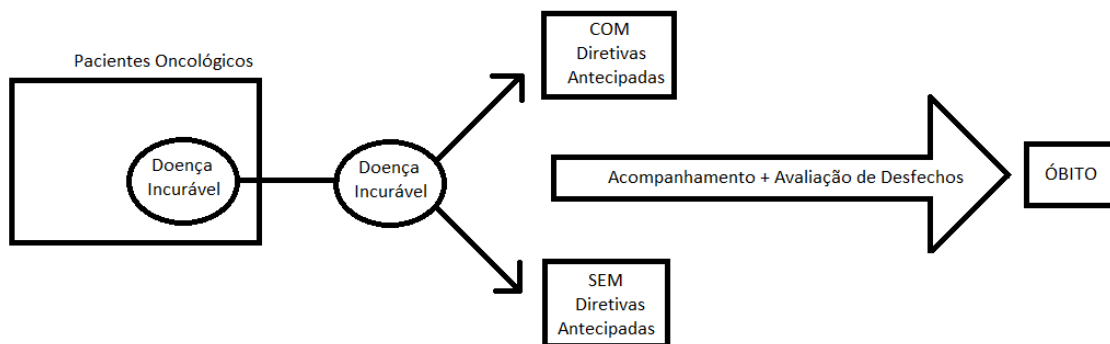 Pacientes Oncológicos
Doença
Incurável
Doença
Incurável
COM
Diretivas
Antecipadas
SEM
Diretivas
Antecipadas
Acompanhamento + Avaliação de Desfechos
ÓBITO